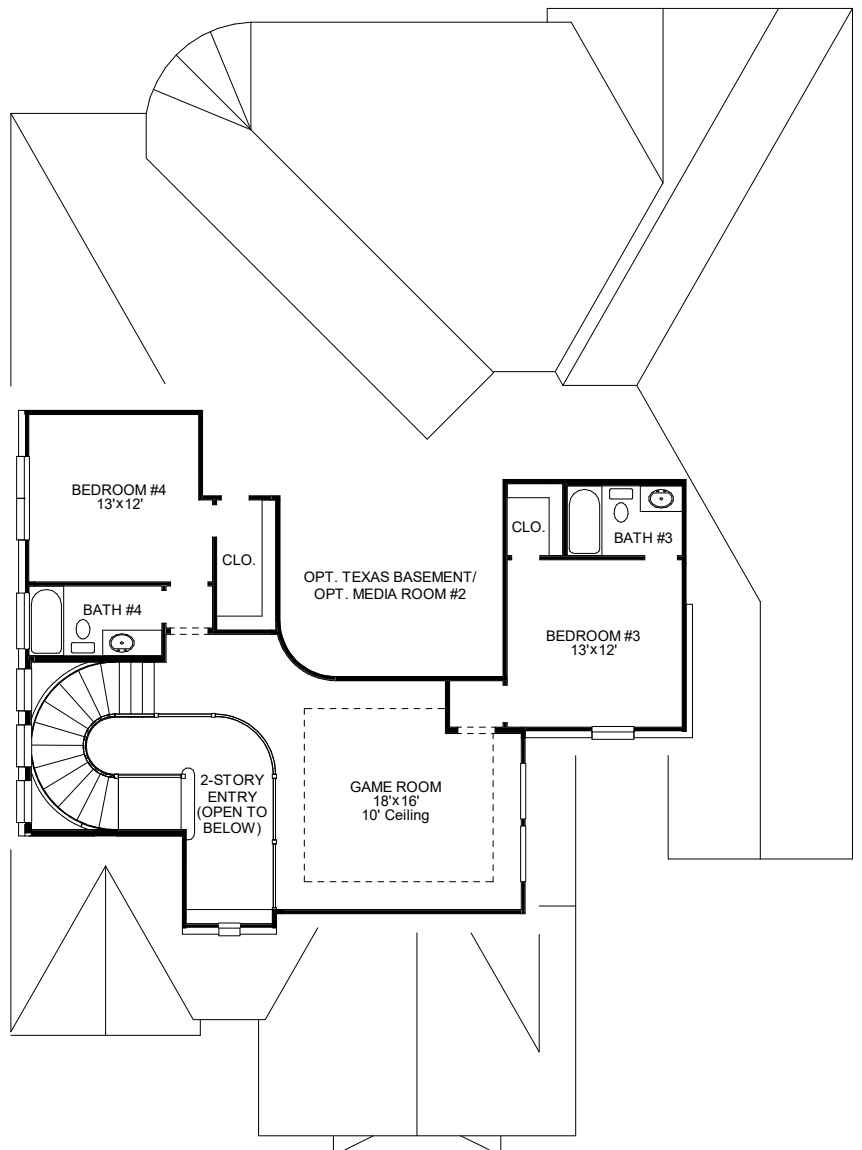 BEDROOM #4
13'x12'
CLO.
BATH #4
OPT. TEXAS BASEMENT/
OPT. MEDIA ROOM #2
CLO.
BATH #3
BEDROOM #3
13'x12'
2-STORY
ENTRY
(OPEN TO
BELOW)
GAME ROOM
18'x16'
10' Ceiling